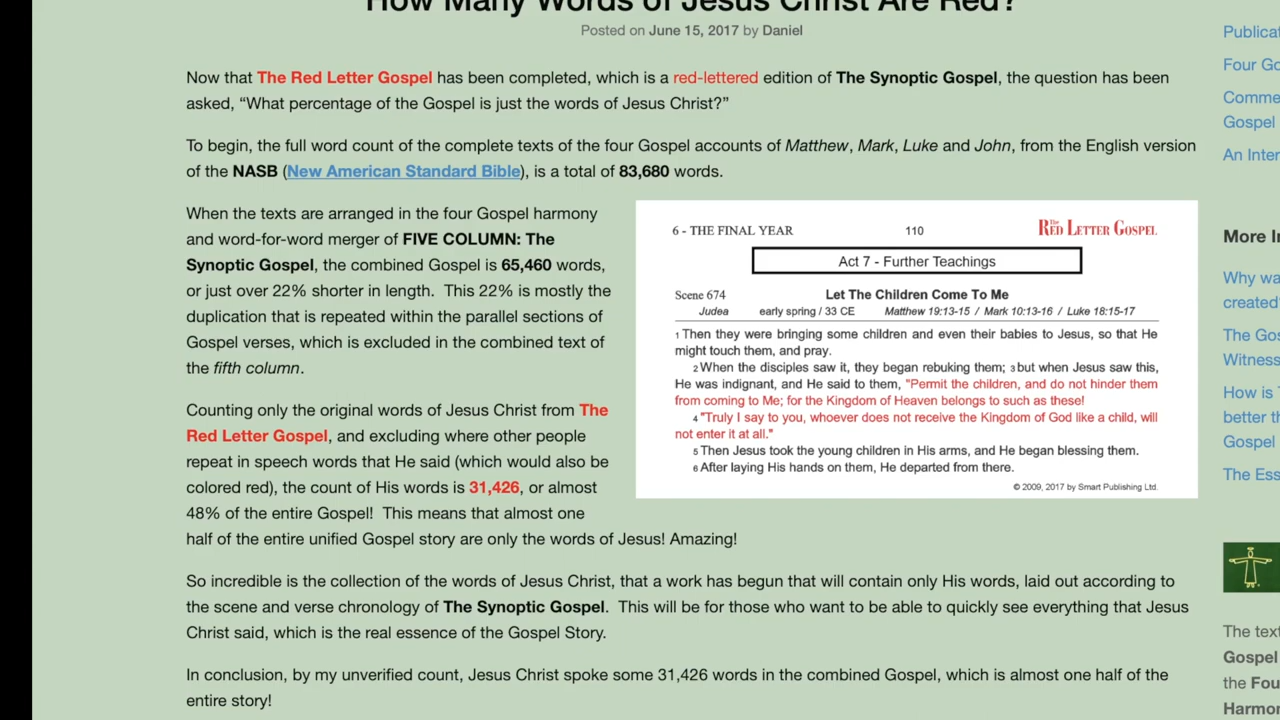 How Many Words of Jesus Christ Are Red?
Posted on June 15, 2017 by Daniel
Now that The Red Letter Gospel has been completed, which is a red-lettered edition of The Synoptic Gospel, the question has been
asked, “What percentage of the Gospel is just the words of Jesus Christ?”
To begin, the full word count of the complete texts of the four Gospel accounts of Matthew, Mark, Luke and John, from the English version
of the NASB (New American Standard Bible), is a total of 83,680 words.
When the texts are arranged in the four Gospel harmony
and word-for-word merger of FIVE COLUMN: The
Synoptic Gospel, the combined Gospel is 65,460 words,
or just over 22% shorter in length.  This 22% is mostly the
duplication that is repeated within the parallel sections of
Gospel verses, which is excluded in the combined text of
the fifth column.
Counting only the original words of Jesus Christ from The
Red Letter Gospel, and excluding where other people
repeat in speech words that He said (which would also be
colored red), the count of His words is 31,426, or almost
48% of the entire Gospel!  This means that almost one
half of the entire unified Gospel story are only the words of Jesus! Amazing!
6 - THE FINAL YEAR 110 The RED LETTER GOSPEL
Act 7 - Further Teachings
Scene 674 Let The Children Come To Me
Judea early spring / 33 CE Matthew 19:13-15 / Mark 10:13-16 / Luke 18:15-17
1 Then they were bringing some children and even their babies to Jesus, so that He
might touch them, and pray.
2 When the disciples saw it, they began rebuking them; 3 but when Jesus saw this,
He was indignant, and He said to them, "Permit the children, and do not hinder them
from coming to Me; for the Kingdom of Heaven belongs to such as these!
4 "Truly I say to you, whoever does not receive the Kingdom of God like a child, will
not enter it at all."
5 Then Jesus took the young children in His arms, and He began blessing them.
6 After laying His hands on them, He departed from there.
© 2009, 2017 by Smart Publishing Ltd.
So incredible is the collection of the words of Jesus Christ, that a work has begun that will contain only His words, laid out according to
the scene and verse chronology of The Synoptic Gospel.  This will be for those who want to be able to quickly see everything that Jesus
Christ said, which is the real essence of the Gospel Story.
In conclusion, by my unverified count, Jesus Christ spoke some 31,426 words in the combined Gospel, which is almost one half of the
entire story!
Four
Gospel
An
More
Why
created?
The
Witness
How is
better
Gospel
The
The
Gospel
the